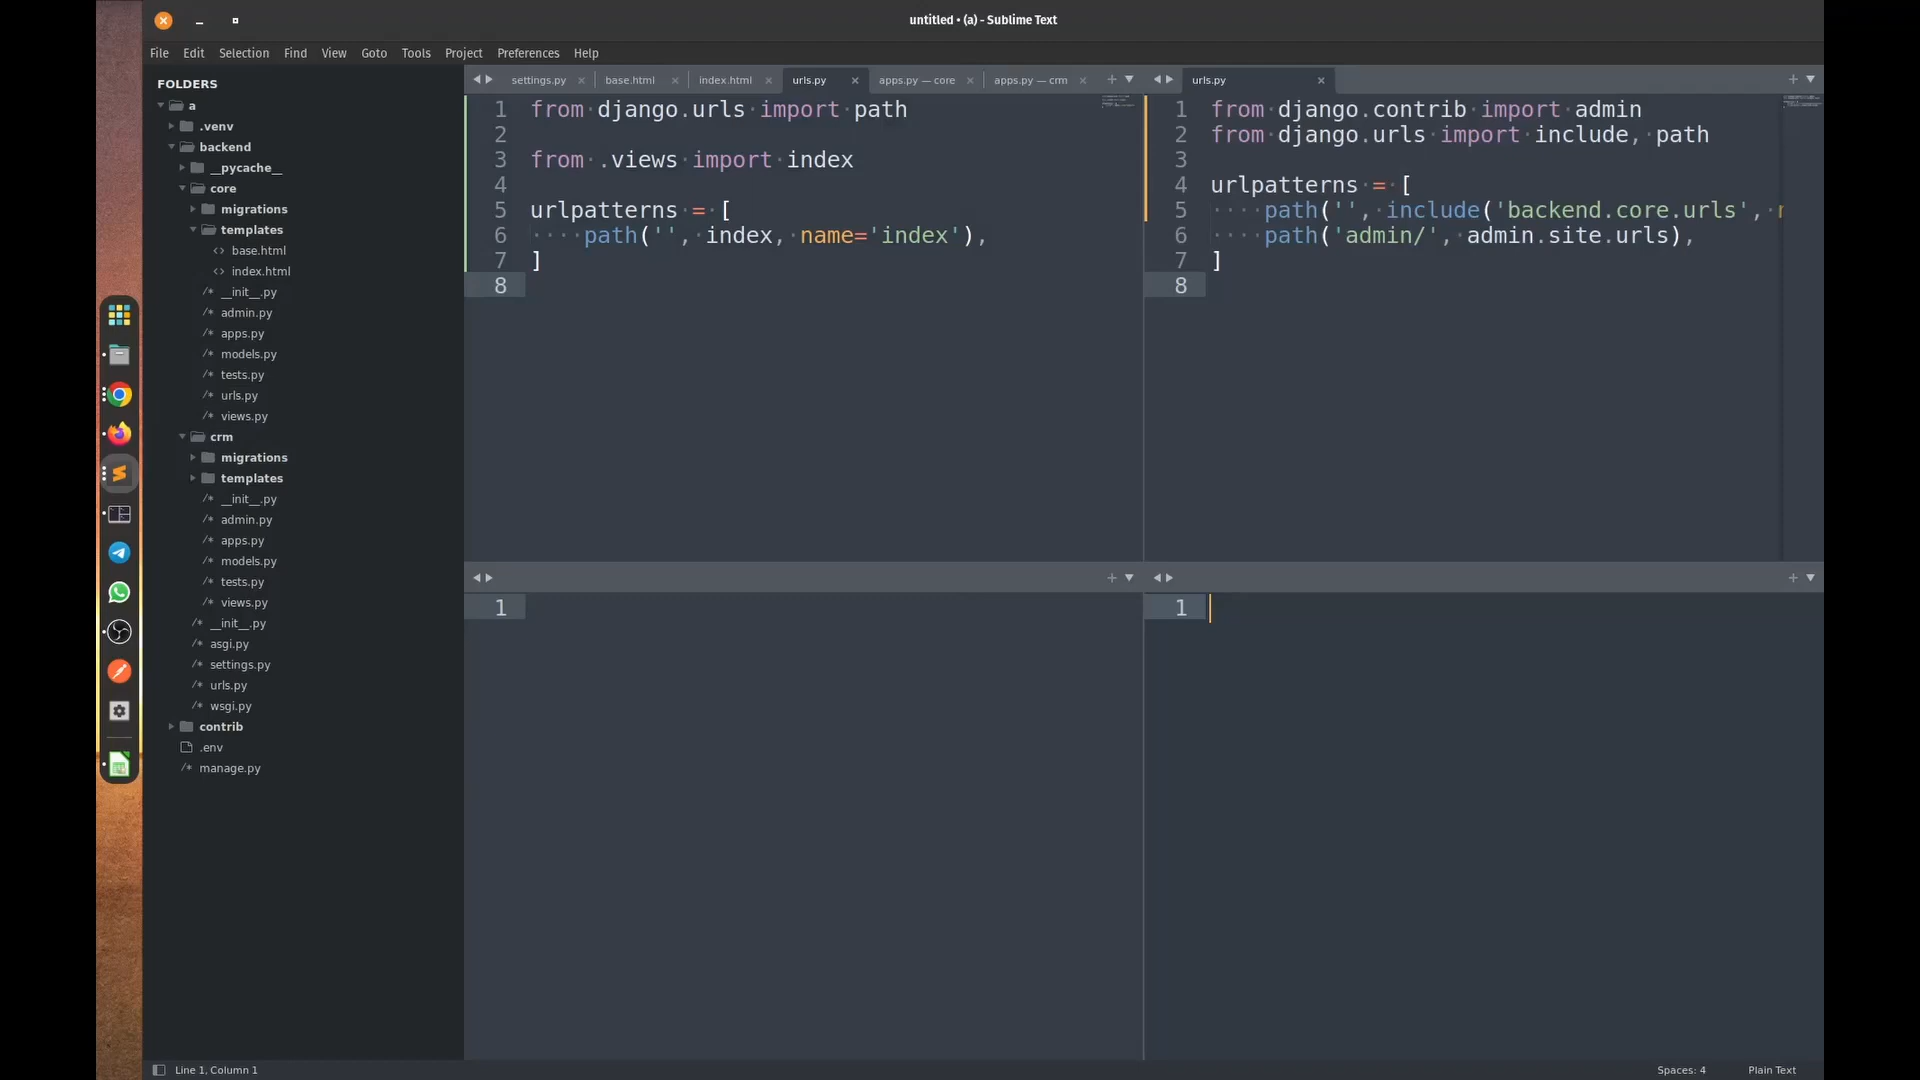 untitled • (a) - Sublime Text
File Edit Selection Find View Goto Tools Project Preferences Help
FOLDERS
a
.venv
backend
__pycache__
core
migrations
templates
<> base.html
<> index.html
/* __init__.py
/* admin.py
/* apps.py
/* models.py
/* tests.py
/* urls.py
/* views.py
crm
migrations
templates
/* __init__.py
/* admin.py
/* apps.py
/* models.py
/* tests.py
/* views.py
/* __init__.py
/* asgi.py
/* settings.py
/* urls.py
/* wsgi.py
contrib
.env
/* manage.py
settings.py base.html index.html urls.py apps.py — core apps.py — crm
1 from django.urls import path
2
3 from .views import index
4
5 urlpatterns = [
6 ····path('', index, name='index'),
7 ]
8
urls.py
1 from django.contrib import admin
2 from django.urls import include, path
3
4 urlpatterns = [
5 ····path('', include('backend.core.urls',
6 ····path('admin/', admin.site.urls),
7 ]
8
1
1
Line 1, Column 1
Spaces: 4
Plain Text